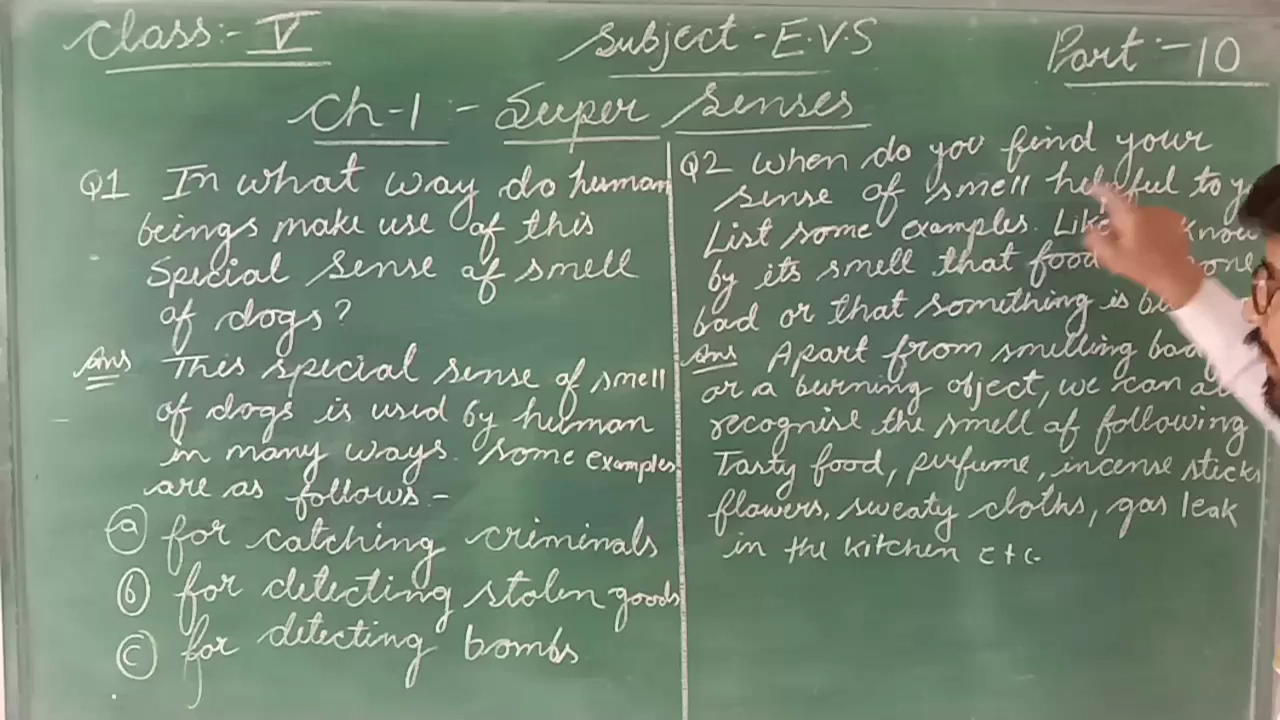 Class:- V
Subject - E.V.S
Part:-10
Ch-1:- Super Senses
Q1 In what way do human
beings make use of this
special sense of smell
of dogs?
Ans This special sense of smell
of dogs is used by human
in many ways. Some examples
are as follows-
(a) for catching criminals
(b) for detecting stolen goods
(c) for detecting bombs
Q2 When do you find your
sense of smell helpful to
List some examples. Like
by its smell that food
bad or that something is
Ans Apart from smelling bad
or a burning object, we can
recognise the smell of following
Tasty food, perfume, incense sticks
flowers, sweaty cloths, gas leak
in the kitchen etc.